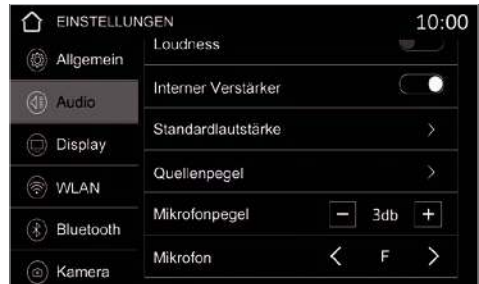 EINSTELLUNGEN 10:00
Allgemein
Audio
Display
WLAN
Bluetooth
Kamera
Loudness
Interner Verstärker
Standardlautstärke >
Quellenpegel >
Mikrofonpegel − 3db +
Mikrofon < F >